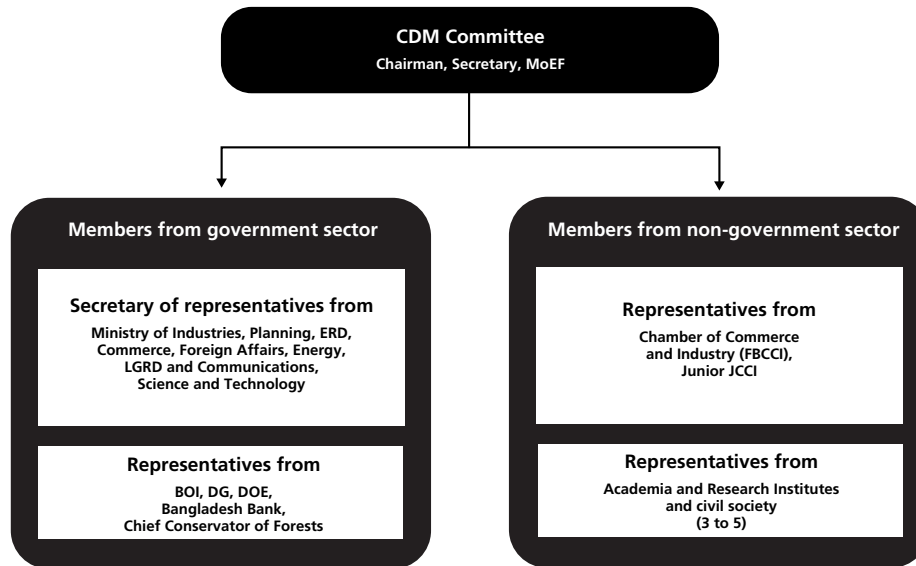 CDM Committee
Chairman, Secretary, MoEF
Members from government sector
Secretary of representatives from
Ministry of Industries, Planning, ERD,
Commerce, Foreign Affairs, Energy,
LGRD and Communications,
Science and Technology
Representatives from
BOI, DG, DOE,
Bangladesh Bank,
Chief Conservator of Forests
Members from non-government sector
Representatives from
Chamber of Commerce
and Industry (FBCCI),
Junior JCCI
Representatives from
Academia and Research Institutes
and civil society
(3 to 5)